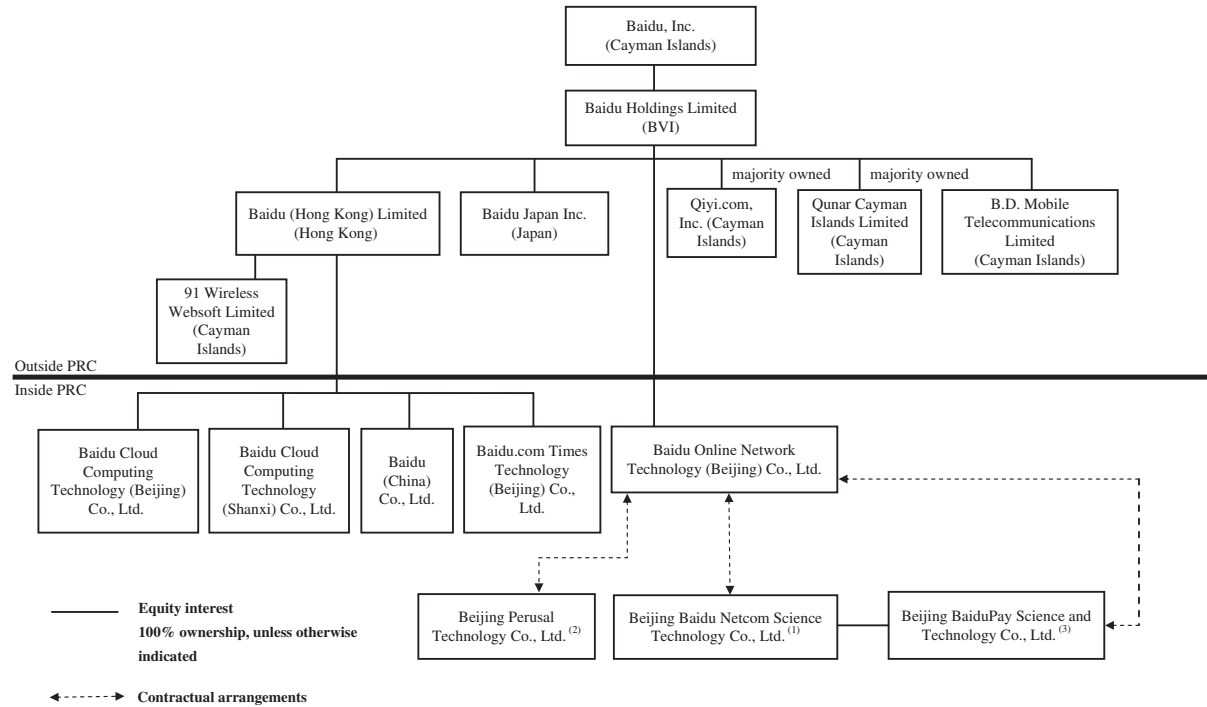 Baidu, Inc.
(Cayman Islands)
Baidu Holdings Limited
(BVI)
majority owned
majority owned
Baidu (Hong Kong) Limited
(Hong Kong)
Baidu Japan Inc.
(Japan)
Qiyi.com,
Inc. (Cayman
Islands)
Qunar Cayman
Islands Limited
(Cayman
Islands)
B.D. Mobile
Telecommunications
Limited
(Cayman Islands)
91 Wireless
Websoft Limited
(Cayman
Islands)
Outside PRC
Inside PRC
Baidu Cloud
Computing
Technology (Beijing)
Co., Ltd.
Baidu Cloud
Computing
Technology
(Shanxi) Co., Ltd.
Baidu
(China)
Co., Ltd.
Baidu.com Times
Technology
(Beijing) Co.,
Ltd.
Baidu Online Network
Technology (Beijing) Co., Ltd.
Beijing Perusal
Technology Co., Ltd. (2)
Beijing Baidu Netcom Science
Technology Co., Ltd. (1)
Beijing BaiduPay Science and
Technology Co., Ltd. (3)
Equity interest
100% ownership, unless otherwise
indicated
Contractual arrangements